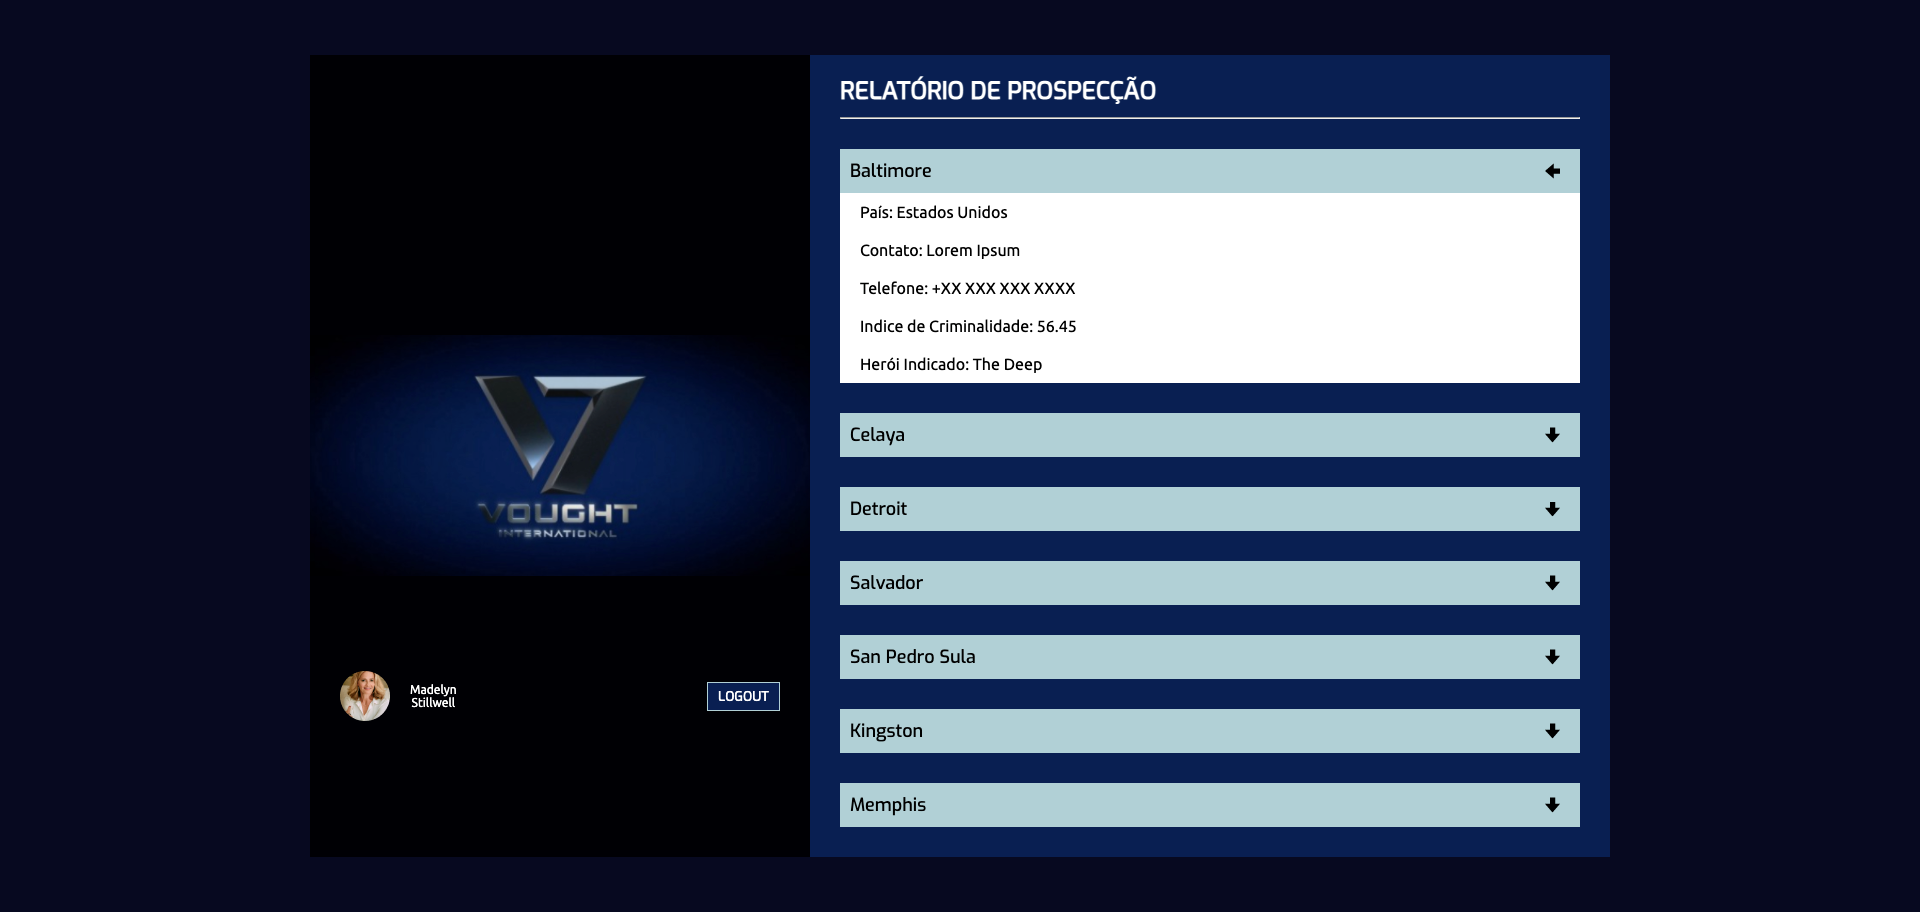 VOUGHT
INTERNATIONAL
Madelyn
Stillwell
LOGOUT
RELATÓRIO DE PROSPECÇÃO
Baltimore
País: Estados Unidos
Contato: Lorem Ipsum
Telefone: +XX XXX XXX XXXX
Indice de Criminalidade: 56.45
Herói Indicado: The Deep
Celaya
Detroit
Salvador
San Pedro Sula
Kingston
Memphis